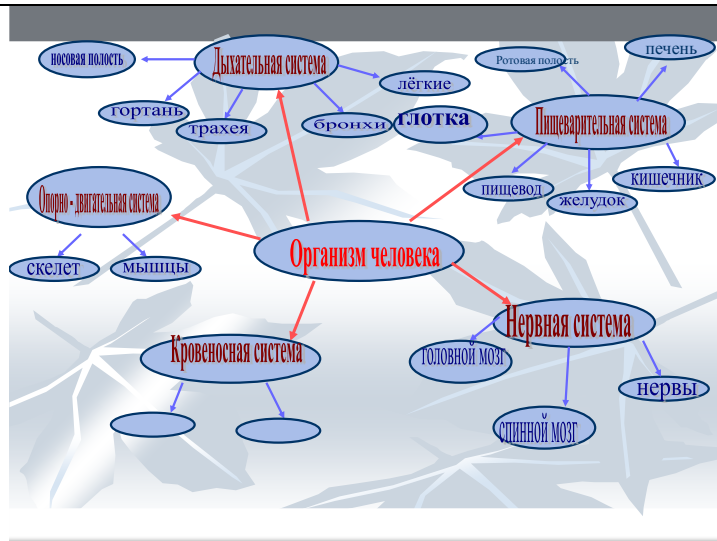 носовая полость
Дыхательная система
лёгкие
гортань
трахея
бронхи
глотка
Ротовая полость
печень
Пищеварительная система
пищевод
желудок
кишечник
Опорно - двигательная система
скелет
мышцы
Организм человека
Кровеносная система
Нервная система
ГОЛОВНОЙ МОЗГ
СПИННОЙ МОЗГ
нервы